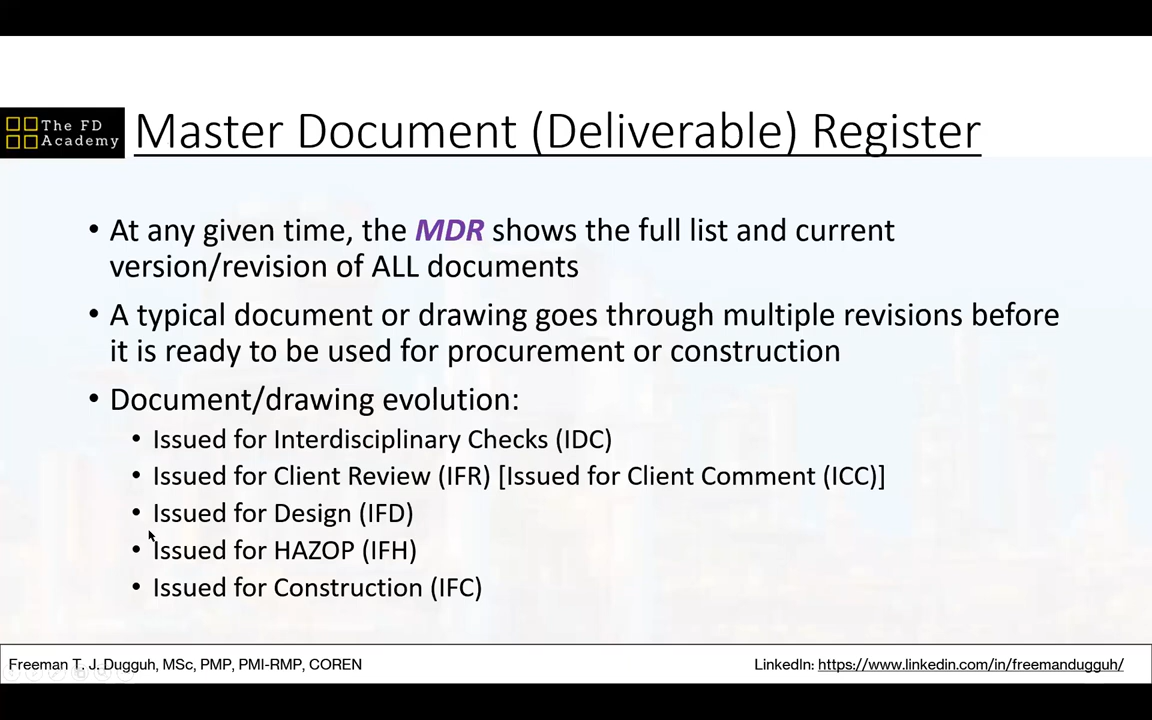 The FD
Academy
Master Document (Deliverable) Register
• At any given time, the MDR shows the full list and current
version/revision of ALL documents
• A typical document or drawing goes through multiple revisions before
it is ready to be used for procurement or construction
• Document/drawing evolution:
• Issued for Interdisciplinary Checks (IDC)
• Issued for Client Review (IFR) [Issued for Client Comment (ICC)]
• Issued for Design (IFD)
• Issued for HAZOP (IFH)
• Issued for Construction (IFC)
Freeman T. J. Dugguh, MSc, PMP, PMI-RMP, COREN
LinkedIn: https://www.linkedin.com/in/freemandugguh/